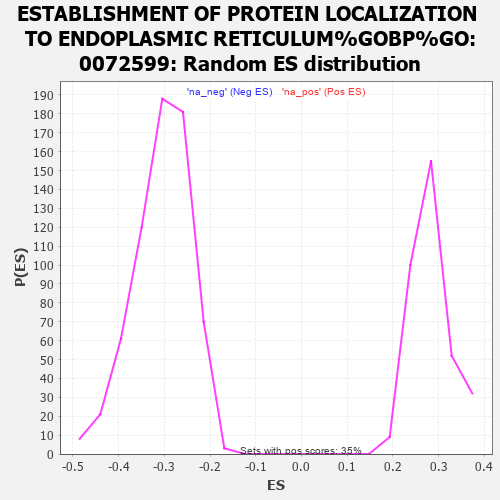 ESTABLISHMENT OF PROTEIN LOCALIZATION
TO ENDOPLASMIC RETICULUM%GOBP%GO:
0072599: Random ES distribution
'na_neg' (Neg ES) 'na_pos' (Pos ES)
190
180
170
160
150
140
130
120
110
100
90
80
70
60
50
40
30
20
10
0
P(ES)
Sets with pos scores: 35%
-0.5 -0.4 -0.3 -0.2 -0.1 0.0 0.1 0.2 0.3 0.4
ES